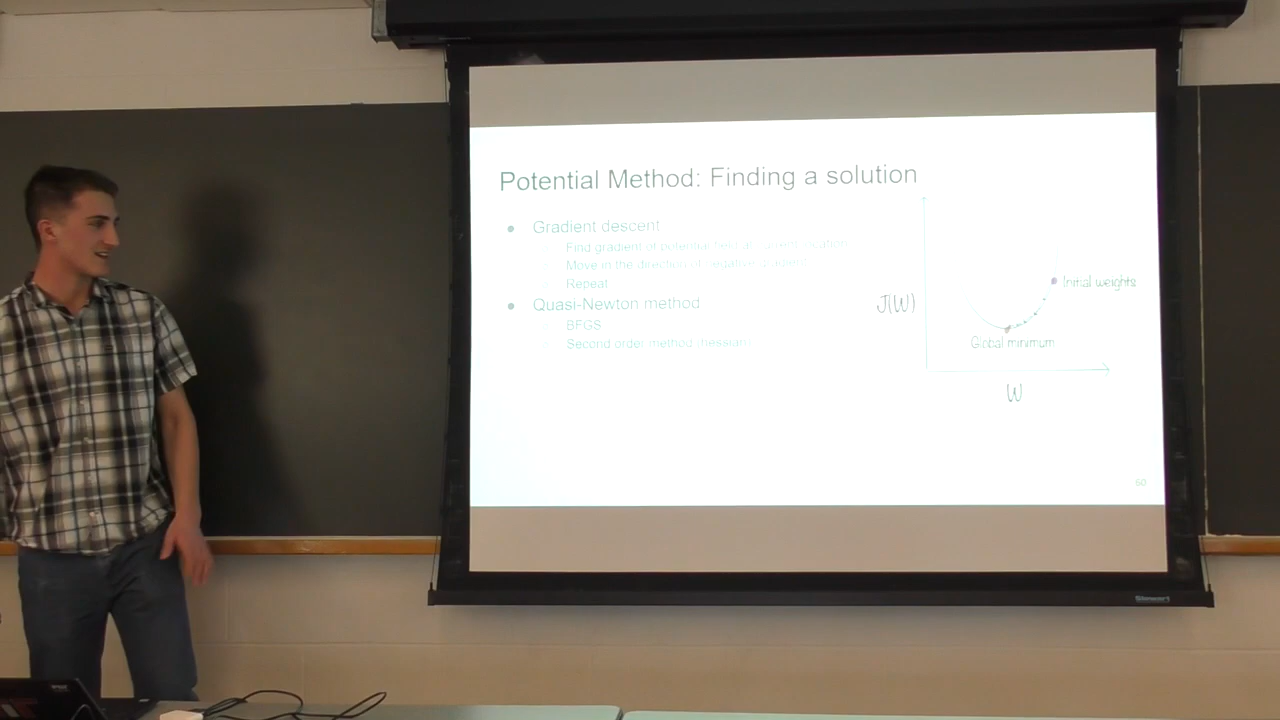 Potential Method: Finding a solution
Gradient descent
Find gradient of potential field at current location
Move in the direction of negative gradient
Repeat
Quasi-Newton method
BFGS
Second order method (hessian)
J(W)
Initial weights
Global minimum
W
60